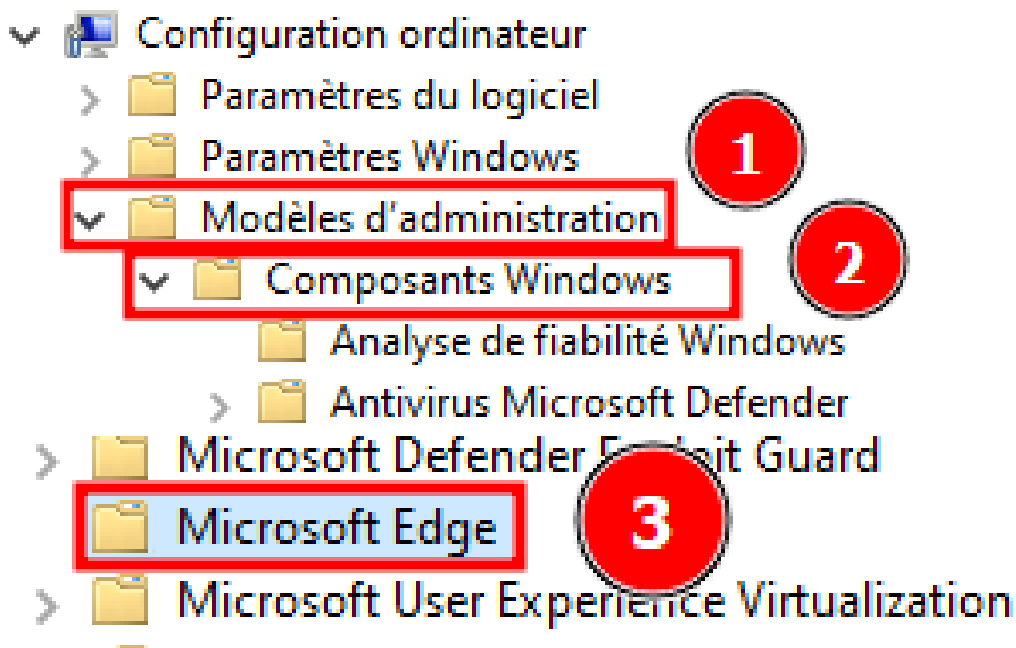 Configuration ordinateur
Paramètres du logiciel
Paramètres Windows
1
Modèles d'administration
2
Composants Windows
Analyse de fiabilité Windows
Antivirus Microsoft Defender
Microsoft Defender Guard
Microsoft Edge
3
Microsoft User Experience Virtualization